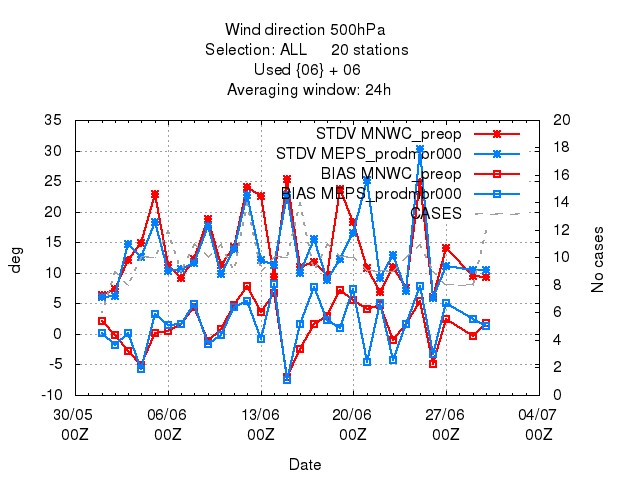 Wind direction 500hPa
Selection: ALL 20 stations
Used {06} + 06
Averaging window: 24h
STDV MNWC_preop
STDV MEPS_prodmbr000
BIAS MNWC_preop
BIAS MEPS_prodmbr000
CASES
35
30
25
20
15
10
5
0
-5
-10
deg
20
18
16
14
12
10
8
6
4
2
0
No cases
30/05 06/06 13/06 20/06 27/06 04/07
00Z 00Z 00Z 00Z 00Z 00Z
Date